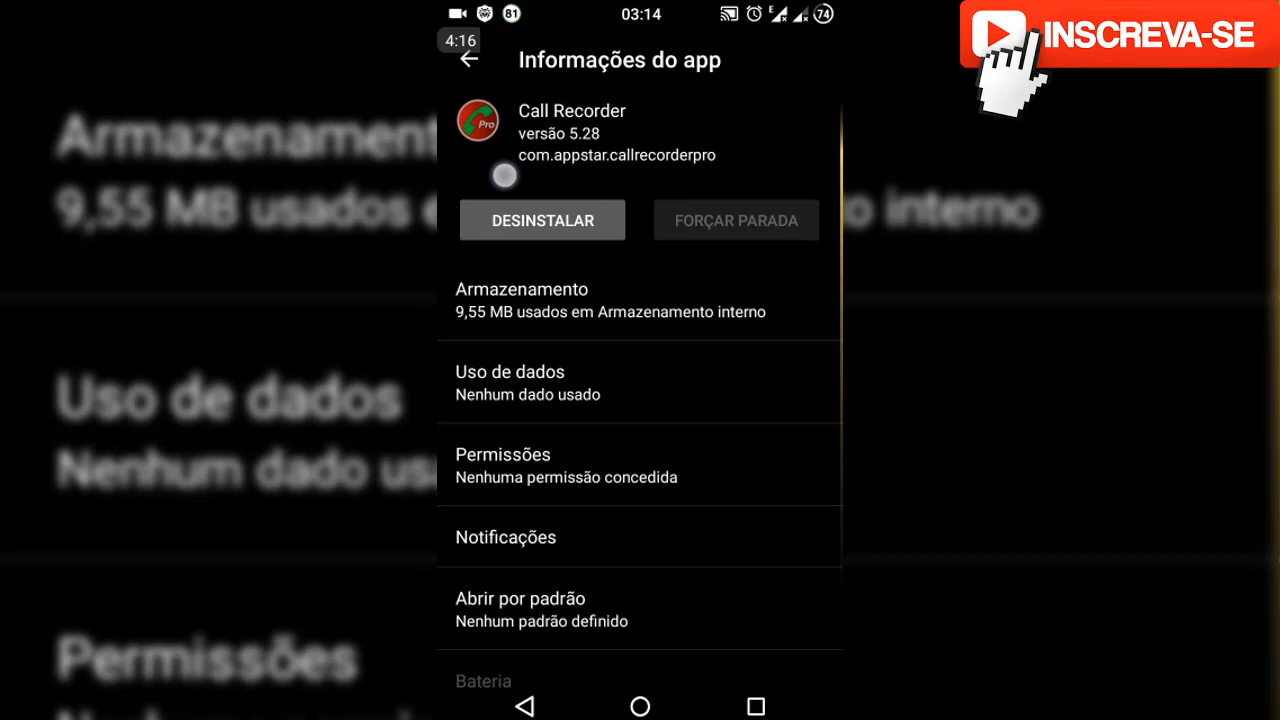 81
03:14
E
74
INSCREVA-SE
4:16
Informações do app
Call Recorder
Pro
versão 5.28
com.appstar.callrecorderpro
DESINSTALAR
FORÇAR PARADA
Armazenamento
9,55 MB usados em Armazenamento interno
Uso de dados
Nenhum dado usado
Permissões
Nenhuma permissão concedida
Notificações
Abrir por padrão
Nenhum padrão definido
Bateria
Armazenament
9,55 MB usados e
o interno
Uso de dados
Nenhum dado us
Permissões